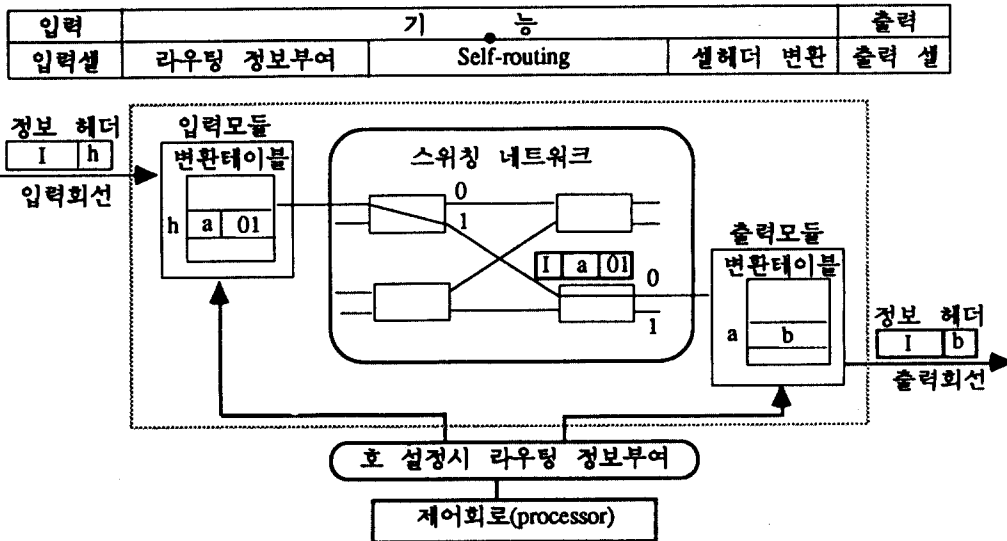 입력 기 능 출력
입력셀 라우팅 정보부여 Self-routing 셀헤더 변환 출력 셀
정보 헤더
I h
입력회선
입력모듈
변환테이블
h a 01
스위칭 네트워크
0
1
I a 01
0
1
출력모듈
변환테이블
a b
정보 헤더
I b
출력회선
호 설정시 라우팅 정보부여
제어회로(processor)